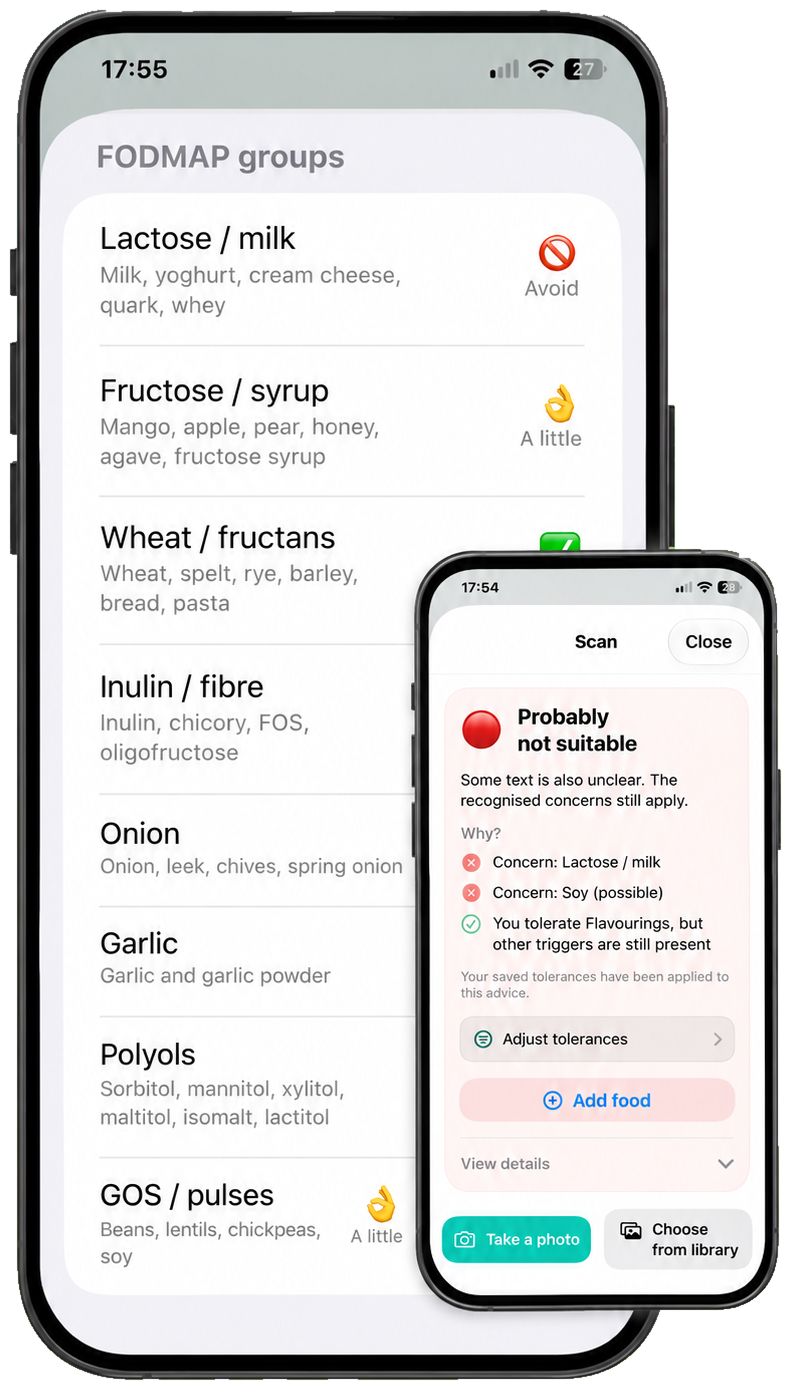 17:55
27
FODMAP groups
Lactose / milk
Milk, yoghurt, cream cheese,
quark, whey
Avoid
Fructose / syrup
Mango, apple, pear, honey,
agave, fructose syrup
A little
Wheat / fructans
Wheat, spelt, rye, barley,
bread, pasta
Inulin / fibre
Inulin, chicory, FOS,
oligofructose
Onion
Onion, leek, chives, spring onion
Garlic
Garlic and garlic powder
Polyols
Sorbitol, mannitol, xylitol,
maltitol, isomalt, lactitol
GOS / pulses
Beans, lentils, chickpeas,
soy
A little
17:54
28
Scan
Close
Probably
not suitable
Some text is also unclear. The
recognised concerns still apply.
Why?
Concern: Lactose / milk
Concern: Soy (possible)
You tolerate Flavourings, but
other triggers are still present
Your saved tolerances have been applied to
this advice.
Adjust tolerances
Add food
View details
Take a photo
Choose
from library